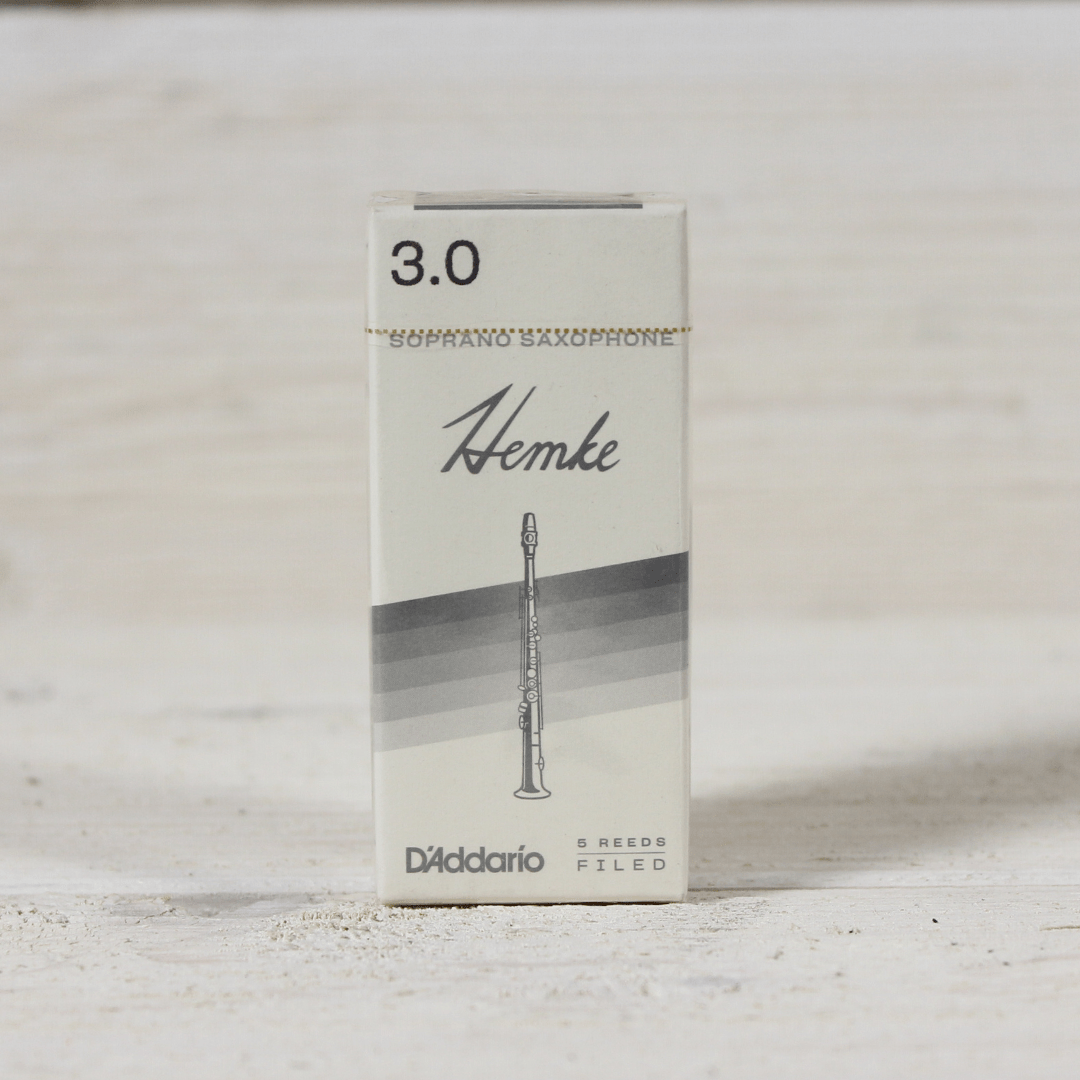 3.0
SOPRANO SAXOPHONE
Hemke
D'Addario
5 REEDS
FILED